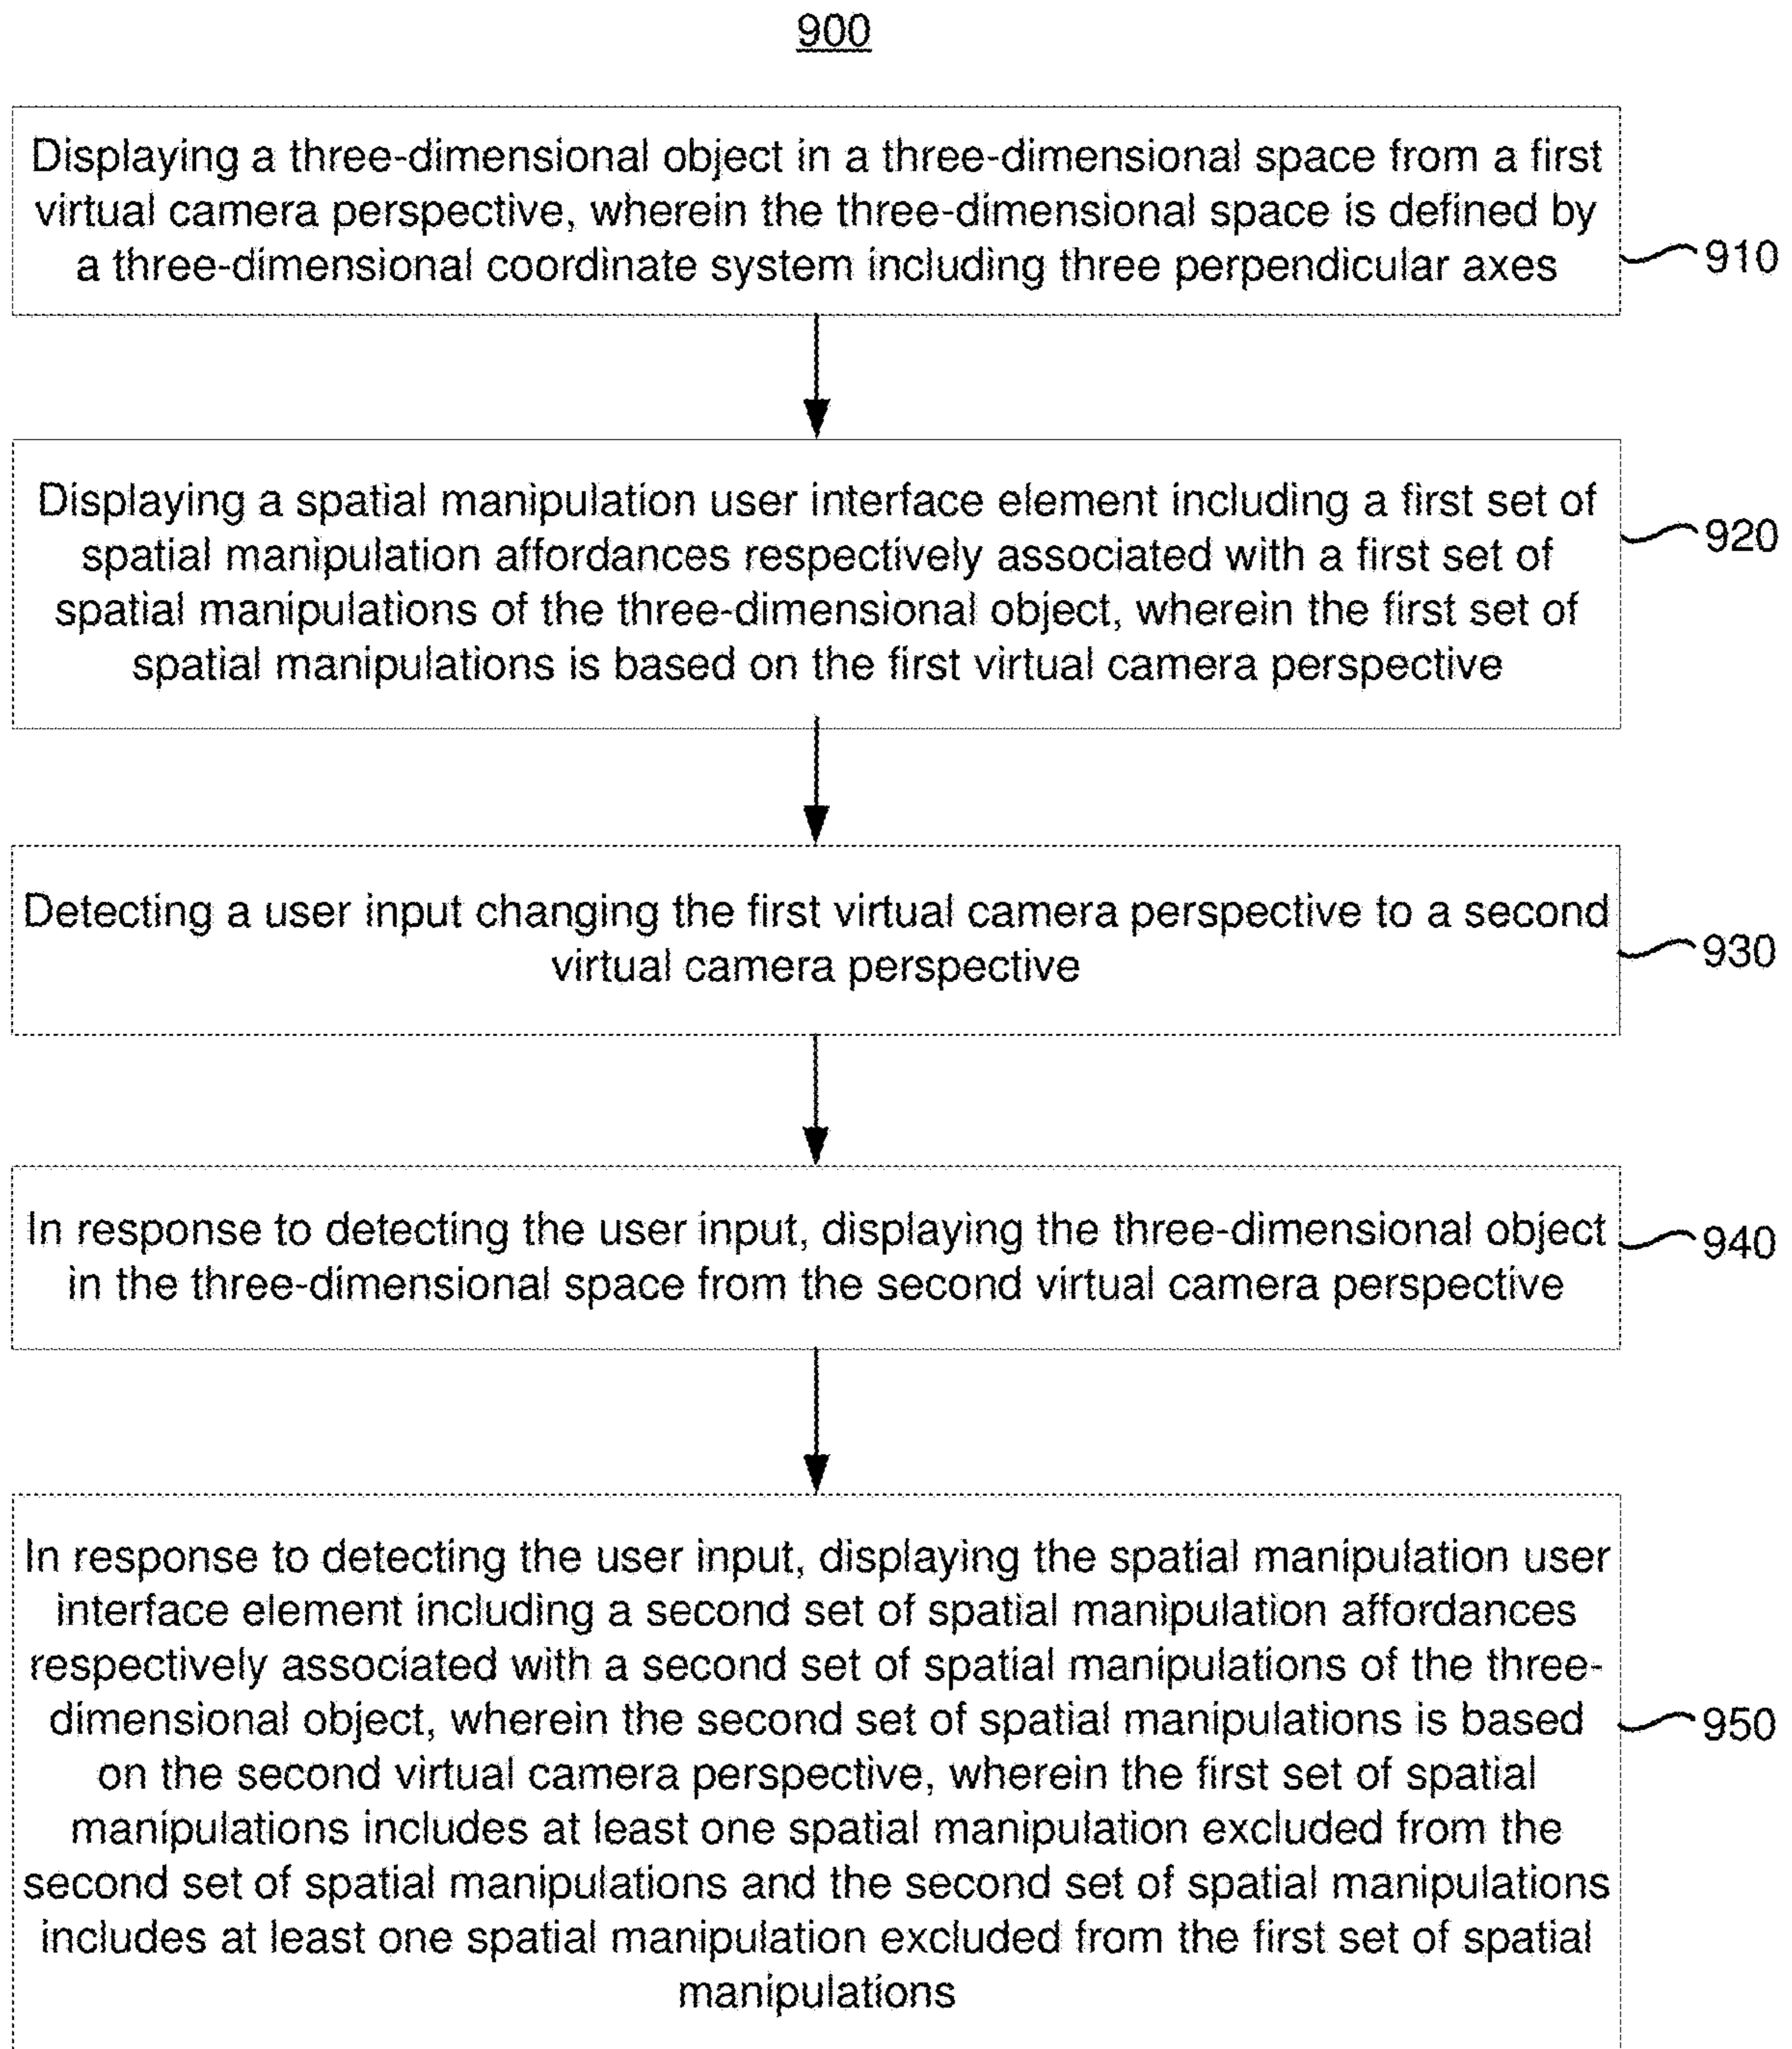 900
Displaying a three-dimensional object in a three-dimensional space from a first
virtual camera perspective, wherein the three-dimensional space is defined by
a three-dimensional coordinate system including three perpendicular axes
910
Displaying a spatial manipulation user interface element including a first set of
spatial manipulation affordances respectively associated with a first set of
spatial manipulations of the three-dimensional object, wherein the first set of
spatial manipulations is based on the first virtual camera perspective
920
Detecting a user input changing the first virtual camera perspective to a second
virtual camera perspective
930
In response to detecting the user input, displaying the three-dimensional object
in the three-dimensional space from the second virtual camera perspective
940
In response to detecting the user input, displaying the spatial manipulation user
interface element including a second set of spatial manipulation affordances
respectively associated with a second set of spatial manipulations of the three-
dimensional object, wherein the second set of spatial manipulations is based
on the second virtual camera perspective, wherein the first set of spatial
manipulations includes at least one spatial manipulation excluded from the
second set of spatial manipulations and the second set of spatial manipulations
includes at least one spatial manipulation excluded from the first set of spatial
manipulations
950